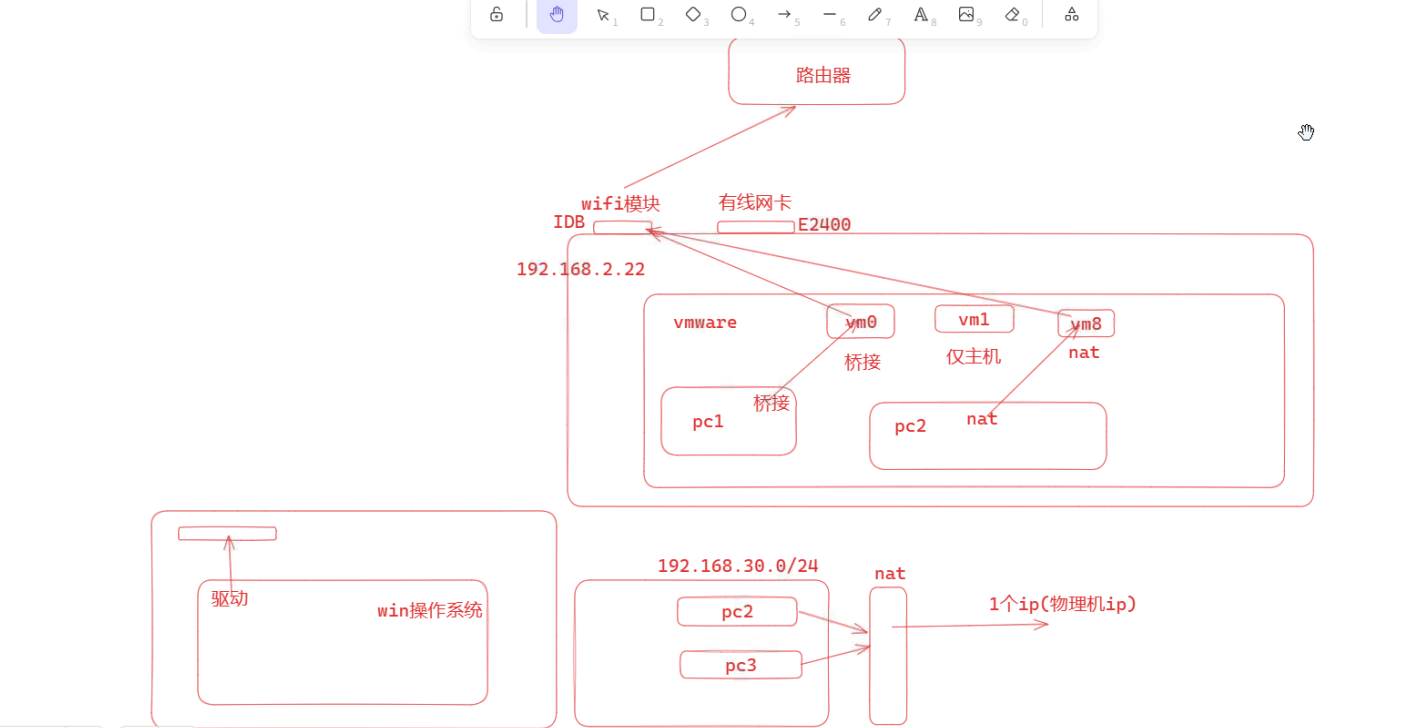 1
2
3
4
5
6
7
8
9
0
路由器
wifi模块
有线网卡
IDB
E2400
192.168.2.22
vmware
vm0
vm1
vm8
桥接
仅主机
nat
桥接
pc1
pc2
nat
驱动
win操作系统
192.168.30.0/24
nat
pc2
1个ip(物理机ip)
pc3